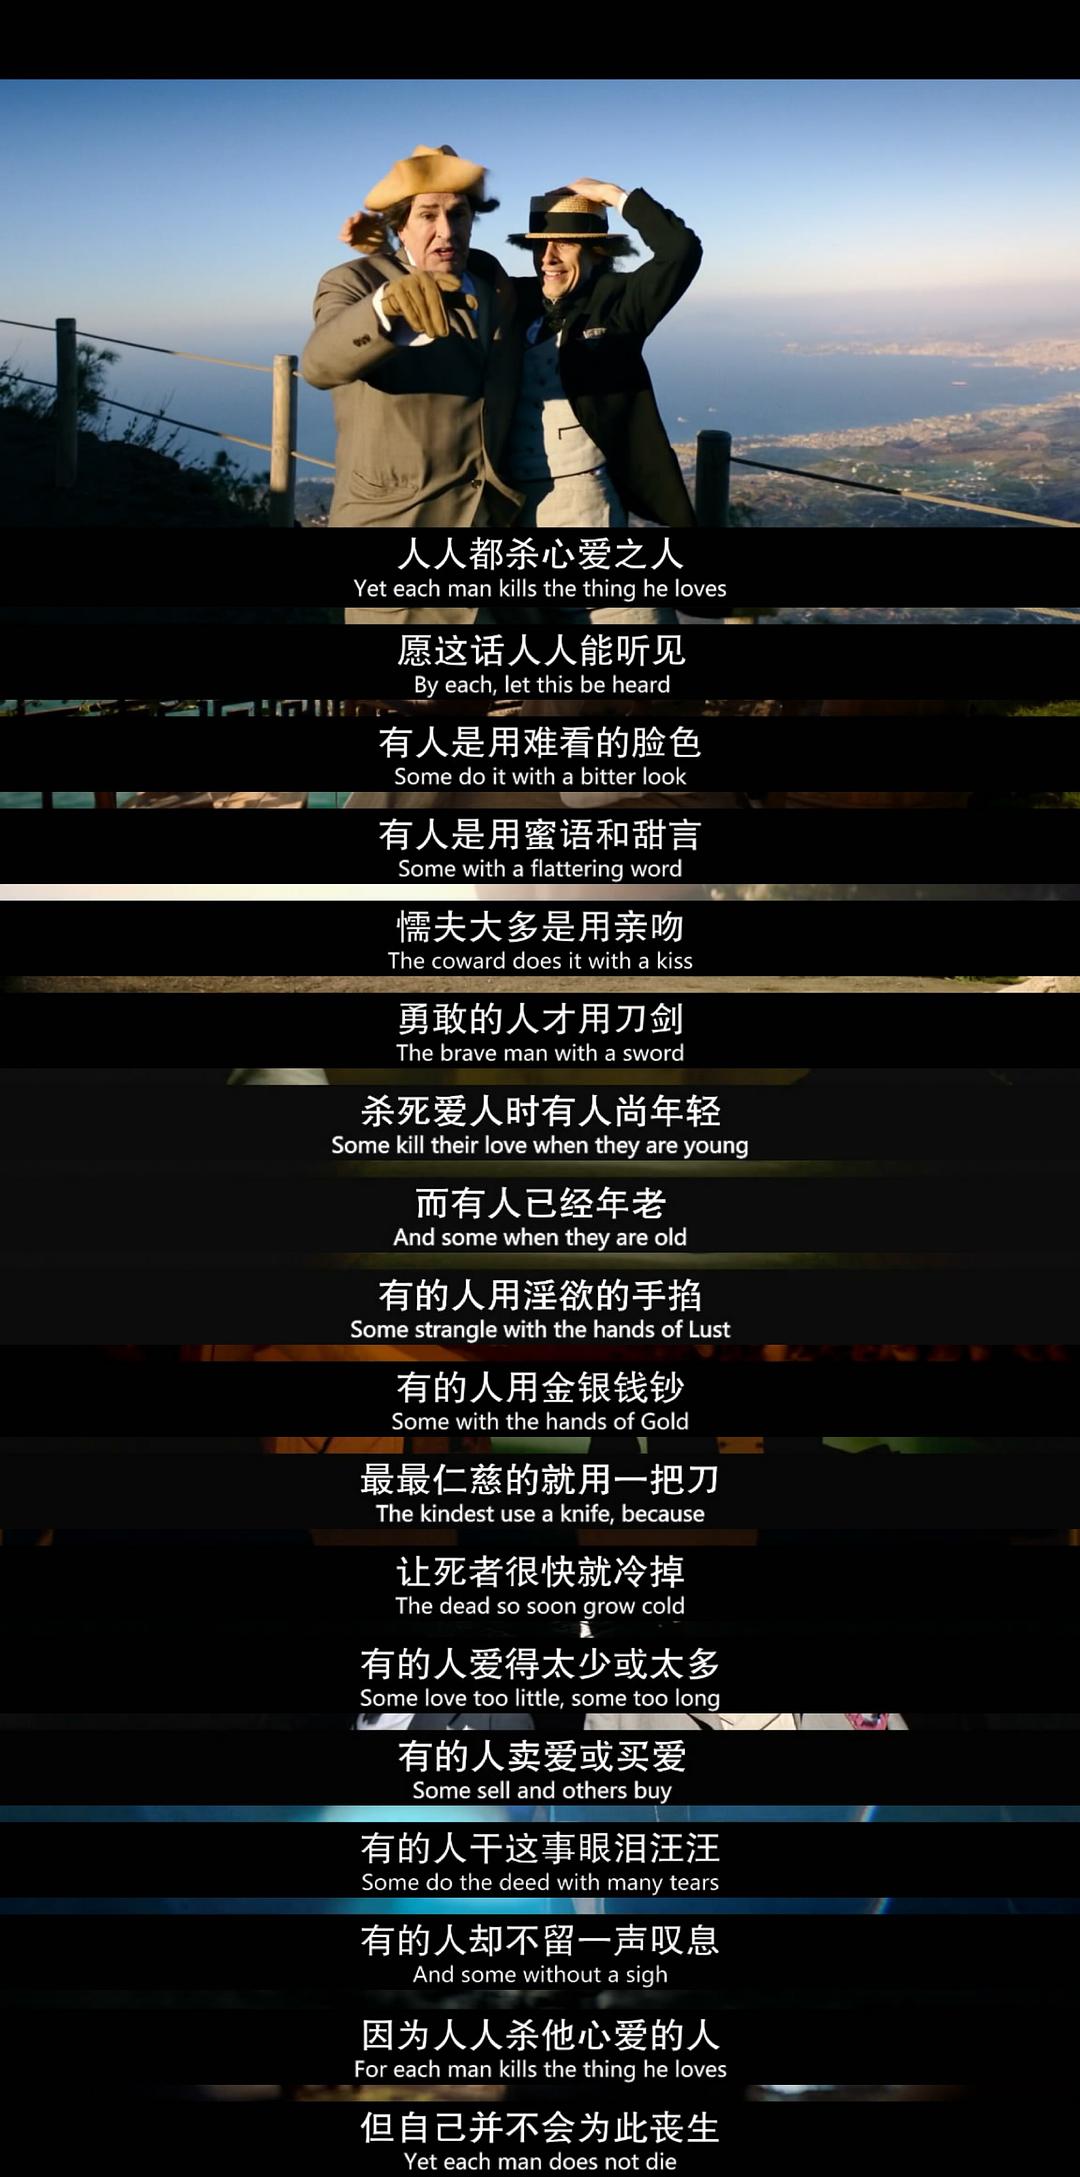 人人都杀心爱之人
Yet each man kills the thing he loves
愿这话人人能听见
By each, let this be heard
有人是用难看的脸色
Some do it with a bitter look
有人是用蜜语和甜言
Some with a flattering word
懦夫大多是用亲吻
The coward does it with a kiss
勇敢的人才用刀剑
The brave man with a sword
杀死爱人时有人尚年轻
Some kill their love when they are young
而有人已经年老
And some when they are old
有的人用淫欲的手掐
Some strangle with the hands of Lust
有的人用金银钱钞
Some with the hands of Gold
最最仁慈的就用一把刀
The kindest use a knife, because
让死者很快就冷掉
The dead so soon grow cold
有的人爱得太少或太多
Some love too little, some too long
有的人卖爱或买爱
Some sell and others buy
有的人干这事眼泪汪汪
Some do the deed with many tears
有的人却不留一声叹息
And some without a sigh
因为人人杀他心爱的人
For each man kills the thing he loves
但自己并不会为此丧生
Yet each man does not die